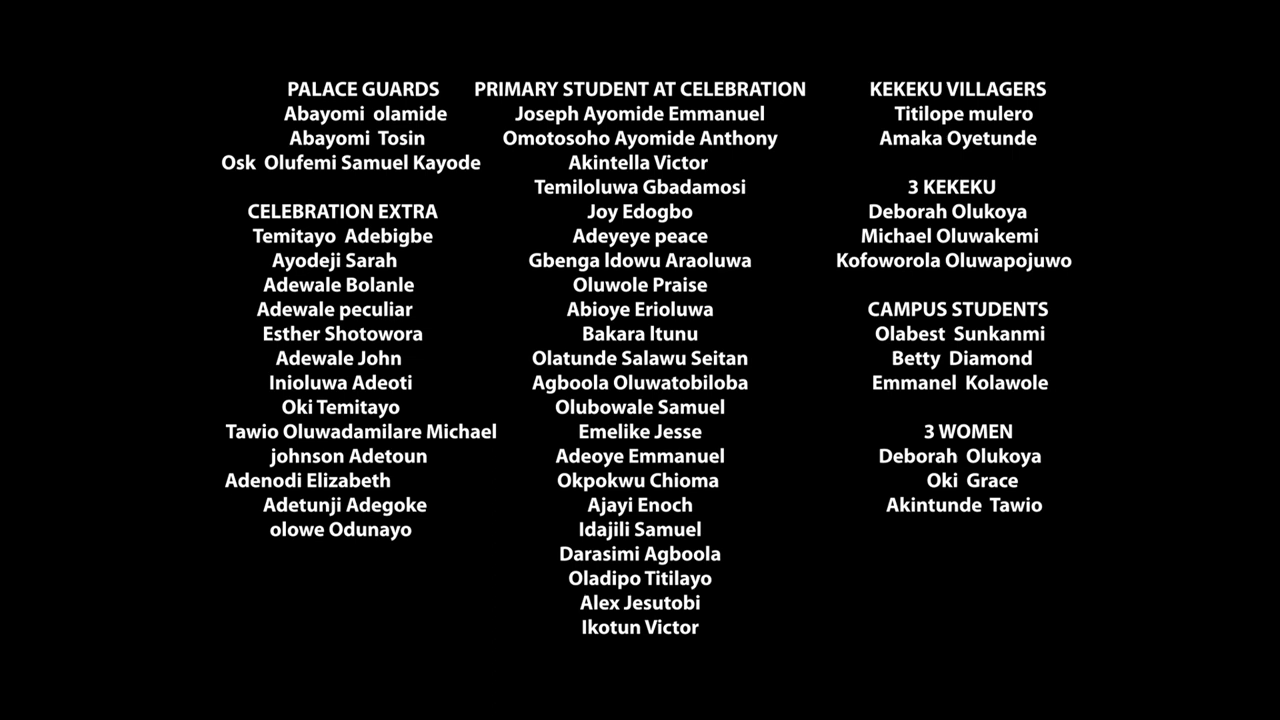 PALACE GUARDS
Abayomi olamide
Abayomi Tosin
Osk Olufemi Samuel Kayode
CELEBRATION EXTRA
Temitayo Adebigbe
Ayodeji Sarah
Adewale Bolanle
Adewale peculiar
Esther Shotowora
Adewale John
Inioluwa Adeoti
Oki Temitayo
Tawio Oluwadamilare Michael
johnson Adetoun
Adenodi Elizabeth
Adetunji Adegoke
olowe Odunayo
PRIMARY STUDENT AT CELEBRATION
Joseph Ayomide Emmanuel
Omotosoho Ayomide Anthony
Akintella Victor
Temiloluwa Gbadamosi
Joy Edogbo
Adeyeye peace
Gbenga Idowu Araoluwa
Oluwole Praise
Abioye Erioluwa
Bakara Itunu
Olatunde Salawu Seitan
Agboola Oluwatobiloba
Olubowale Samuel
Emelike Jesse
Adeoye Emmanuel
Okpokwu Chioma
Ajayi Enoch
Idajili Samuel
Darasimi Agboola
Oladipo Titilayo
Alex Jesutobi
Ikotun Victor
KEKEKU VILLAGERS
Titilope mulero
Amaka Oyetunde
3 KEKEKU
Deborah Olukoya
Michael Oluwakemi
Kofoworola Oluwapojuwo
CAMPUS STUDENTS
Olabest Sunkanmi
Betty Diamond
Emmanel Kolawole
3 WOMEN
Deborah Olukoya
Oki Grace
Akintunde Tawio